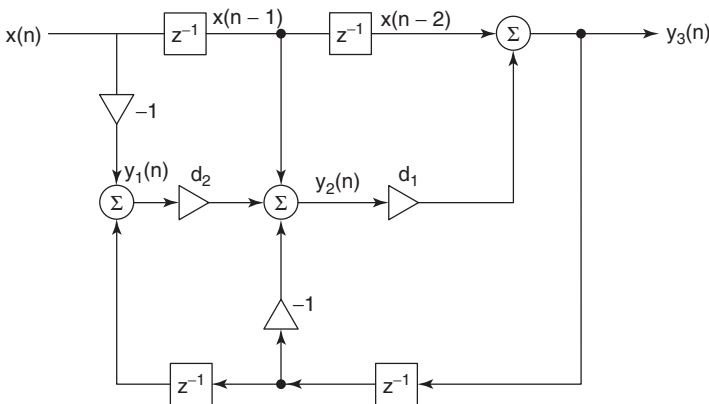 x(n) z⁻¹ x(n – 1) z⁻¹ x(n – 2) Σ y₃(n)
–1
y₁(n) d₂ y₂(n) d₁
Σ Σ
–1
z⁻¹ z⁻¹